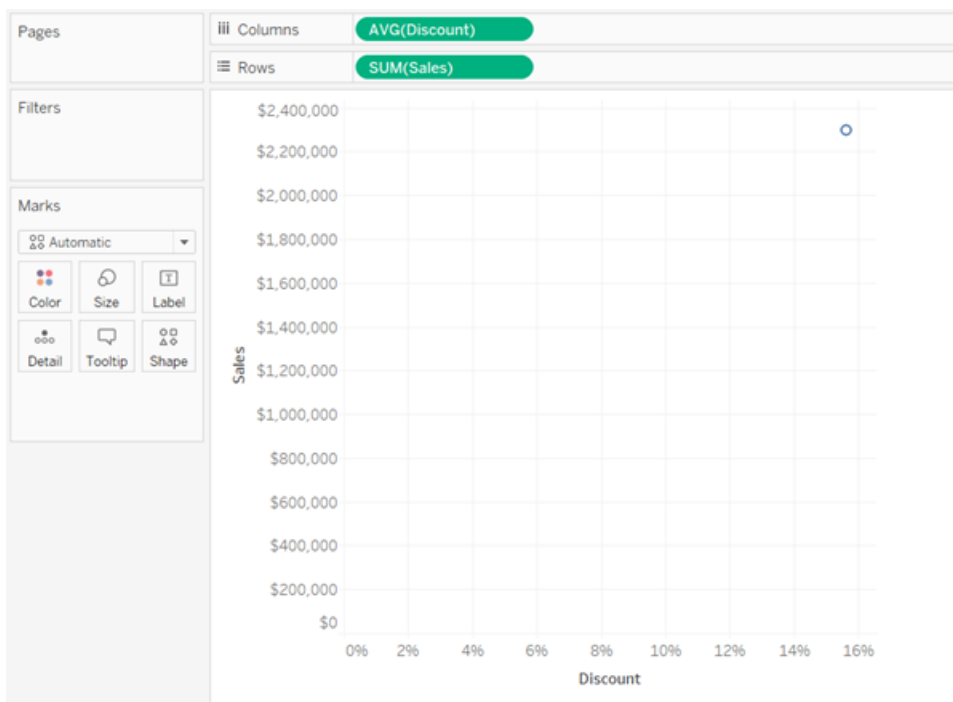 Pages
iii Columns
AVG(Discount)
Rows
SUM(Sales)
Filters
Marks
Automatic
Color
Size
T
Label
Detail
Tooltip
Shape
Sales
$2,400,000
$2,200,000
$2,000,000
$1,800,000
$1,600,000
$1,400,000
$1,200,000
$1,000,000
$800,000
$600,000
$400,000
$200,000
$0
0% 2% 4% 6% 8% 10% 12% 14% 16%
Discount